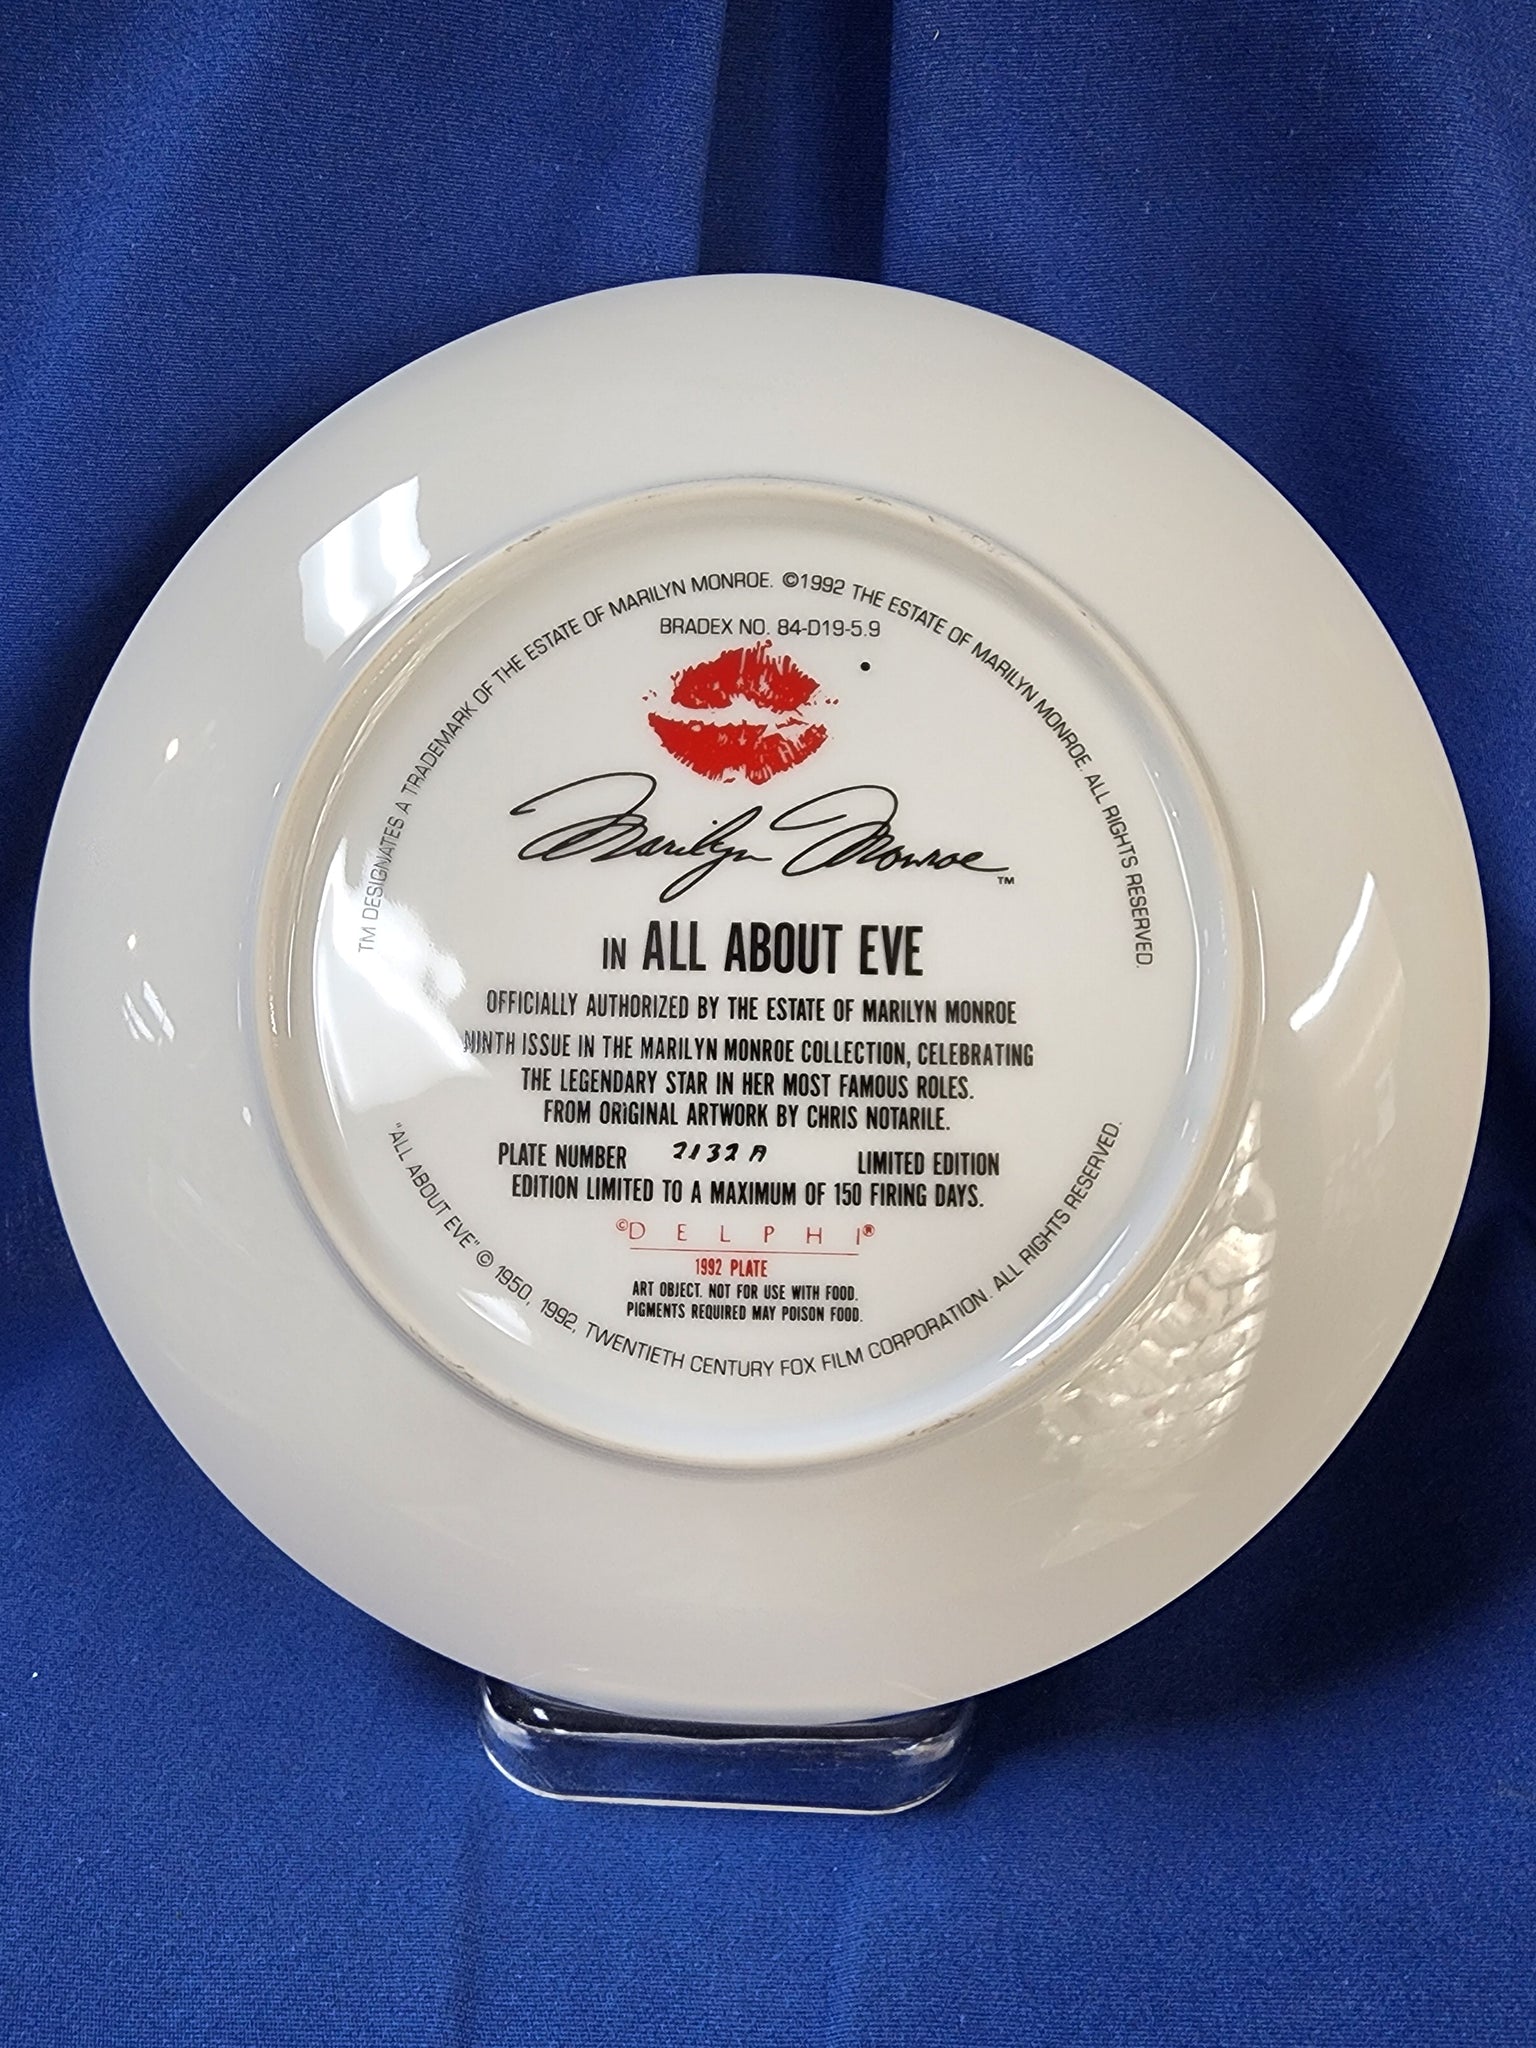 TM DESIGNATES A TRADEMARK OF THE ESTATE OF MARILYN MONROE. ©1992 THE ESTATE OF MARILYN MONROE. ALL RIGHTS RESERVED.
BRADEX NO. 84-D19-5.9
Marilyn Monroe™
IN ALL ABOUT EVE
OFFICIALLY AUTHORIZED BY THE ESTATE OF MARILYN MONROE
NINTH ISSUE IN THE MARILYN MONROE COLLECTION, CELEBRATING
THE LEGENDARY STAR IN HER MOST FAMOUS ROLES.
FROM ORIGINAL ARTWORK BY CHRIS NOTARILE.
PLATE NUMBER 2132A LIMITED EDITION
EDITION LIMITED TO A MAXIMUM OF 150 FIRING DAYS.
©DELPHI®
1992 PLATE
ART OBJECT. NOT FOR USE WITH FOOD.
PIGMENTS REQUIRED MAY POISON FOOD.
"ALL ABOUT EVE" © 1950, 1992, TWENTIETH CENTURY FOX FILM CORPORATION. ALL RIGHTS RESERVED.